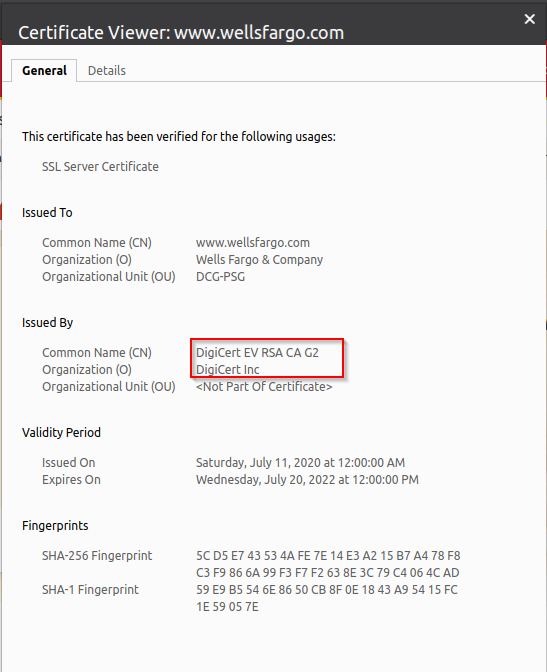 Certificate Viewer: www.wellsfargo.com
General Details
This certificate has been verified for the following usages:
SSL Server Certificate
Issued To
Common Name (CN) www.wellsfargo.com
Organization (O) Wells Fargo & Company
Organizational Unit (OU) DCG-PSG
Issued By
Common Name (CN) DigiCert EV RSA CA G2
Organization (O) DigiCert Inc
Organizational Unit (OU) <Not Part Of Certificate>
Validity Period
Issued On Saturday, July 11, 2020 at 12:00:00 AM
Expires On Wednesday, July 20, 2022 at 12:00:00 PM
Fingerprints
SHA-256 Fingerprint 5C D5 E7 43 53 4A FE 7E 14 E3 A2 15 B7 A4 78 F8
C3 F9 86 6A 99 F3 F7 F2 63 8E 3C 79 C4 06 4C AD
SHA-1 Fingerprint 59 E9 B5 54 6E 86 50 CB 8F 0E 18 43 A9 54 15 FC
1E 59 05 7E